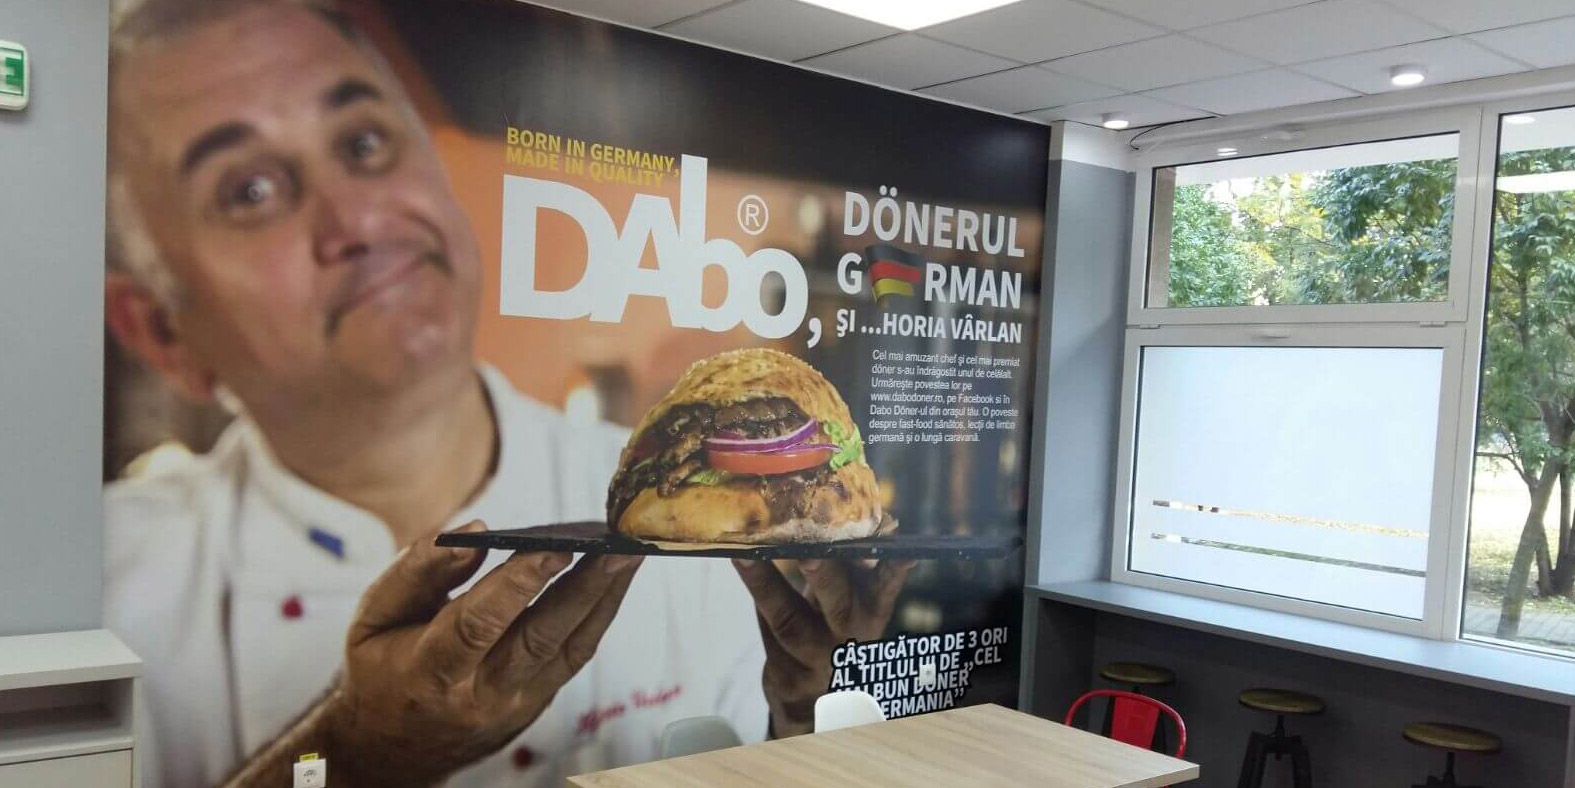 BORN IN GERMANY,
MADE IN QUALITY
DAbo®,
DÖNERUL
G RMAN
ŞI ...HORIA VÂRLAN
Cel mai amuzant chef şi cel mai premiat
döner s-au îndrăgostit unul de celălalt.
Urmăreşte povestea lor pe
www.dabodoner.ro, pe Facebook si în
Dabo Döner-ul din oraşul tău. O poveste
despre fast-food sănătos, lecţii de limba
germană şi o lungă caravană.
CÂŞTIGĂTOR DE 3 ORI
AL TITLULUI DE „CEL
MAI BUN DÖNER
GERMANIA”